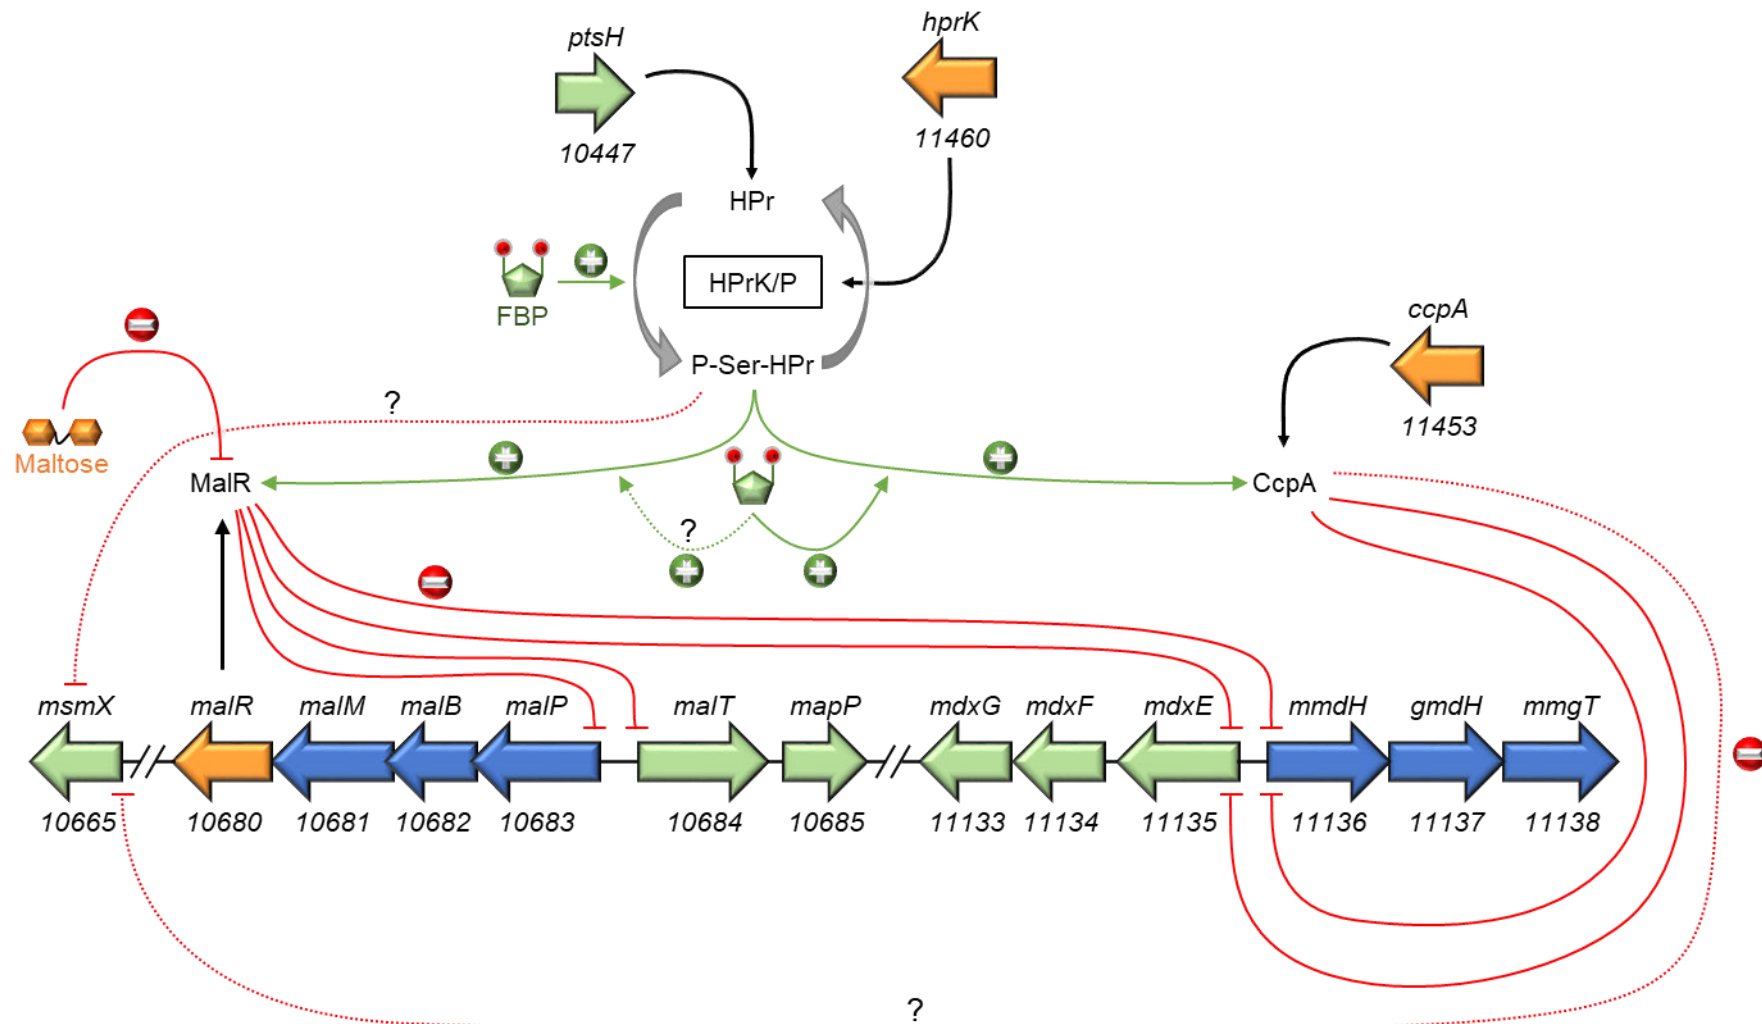 ptsH
hprK
10447
11460
HPr
HPrK/P
FBP
P-Ser-HPr
ccpA
11453
?
Maltose
MalR
CcpA
?
msmX malR malM malB malP malT mapP mdxG mdxF mdxE mmdH gmdH mmgT
10665 10680 10681 10682 10683 10684 10685 11133 11134 11135 11136 11137 11138
?